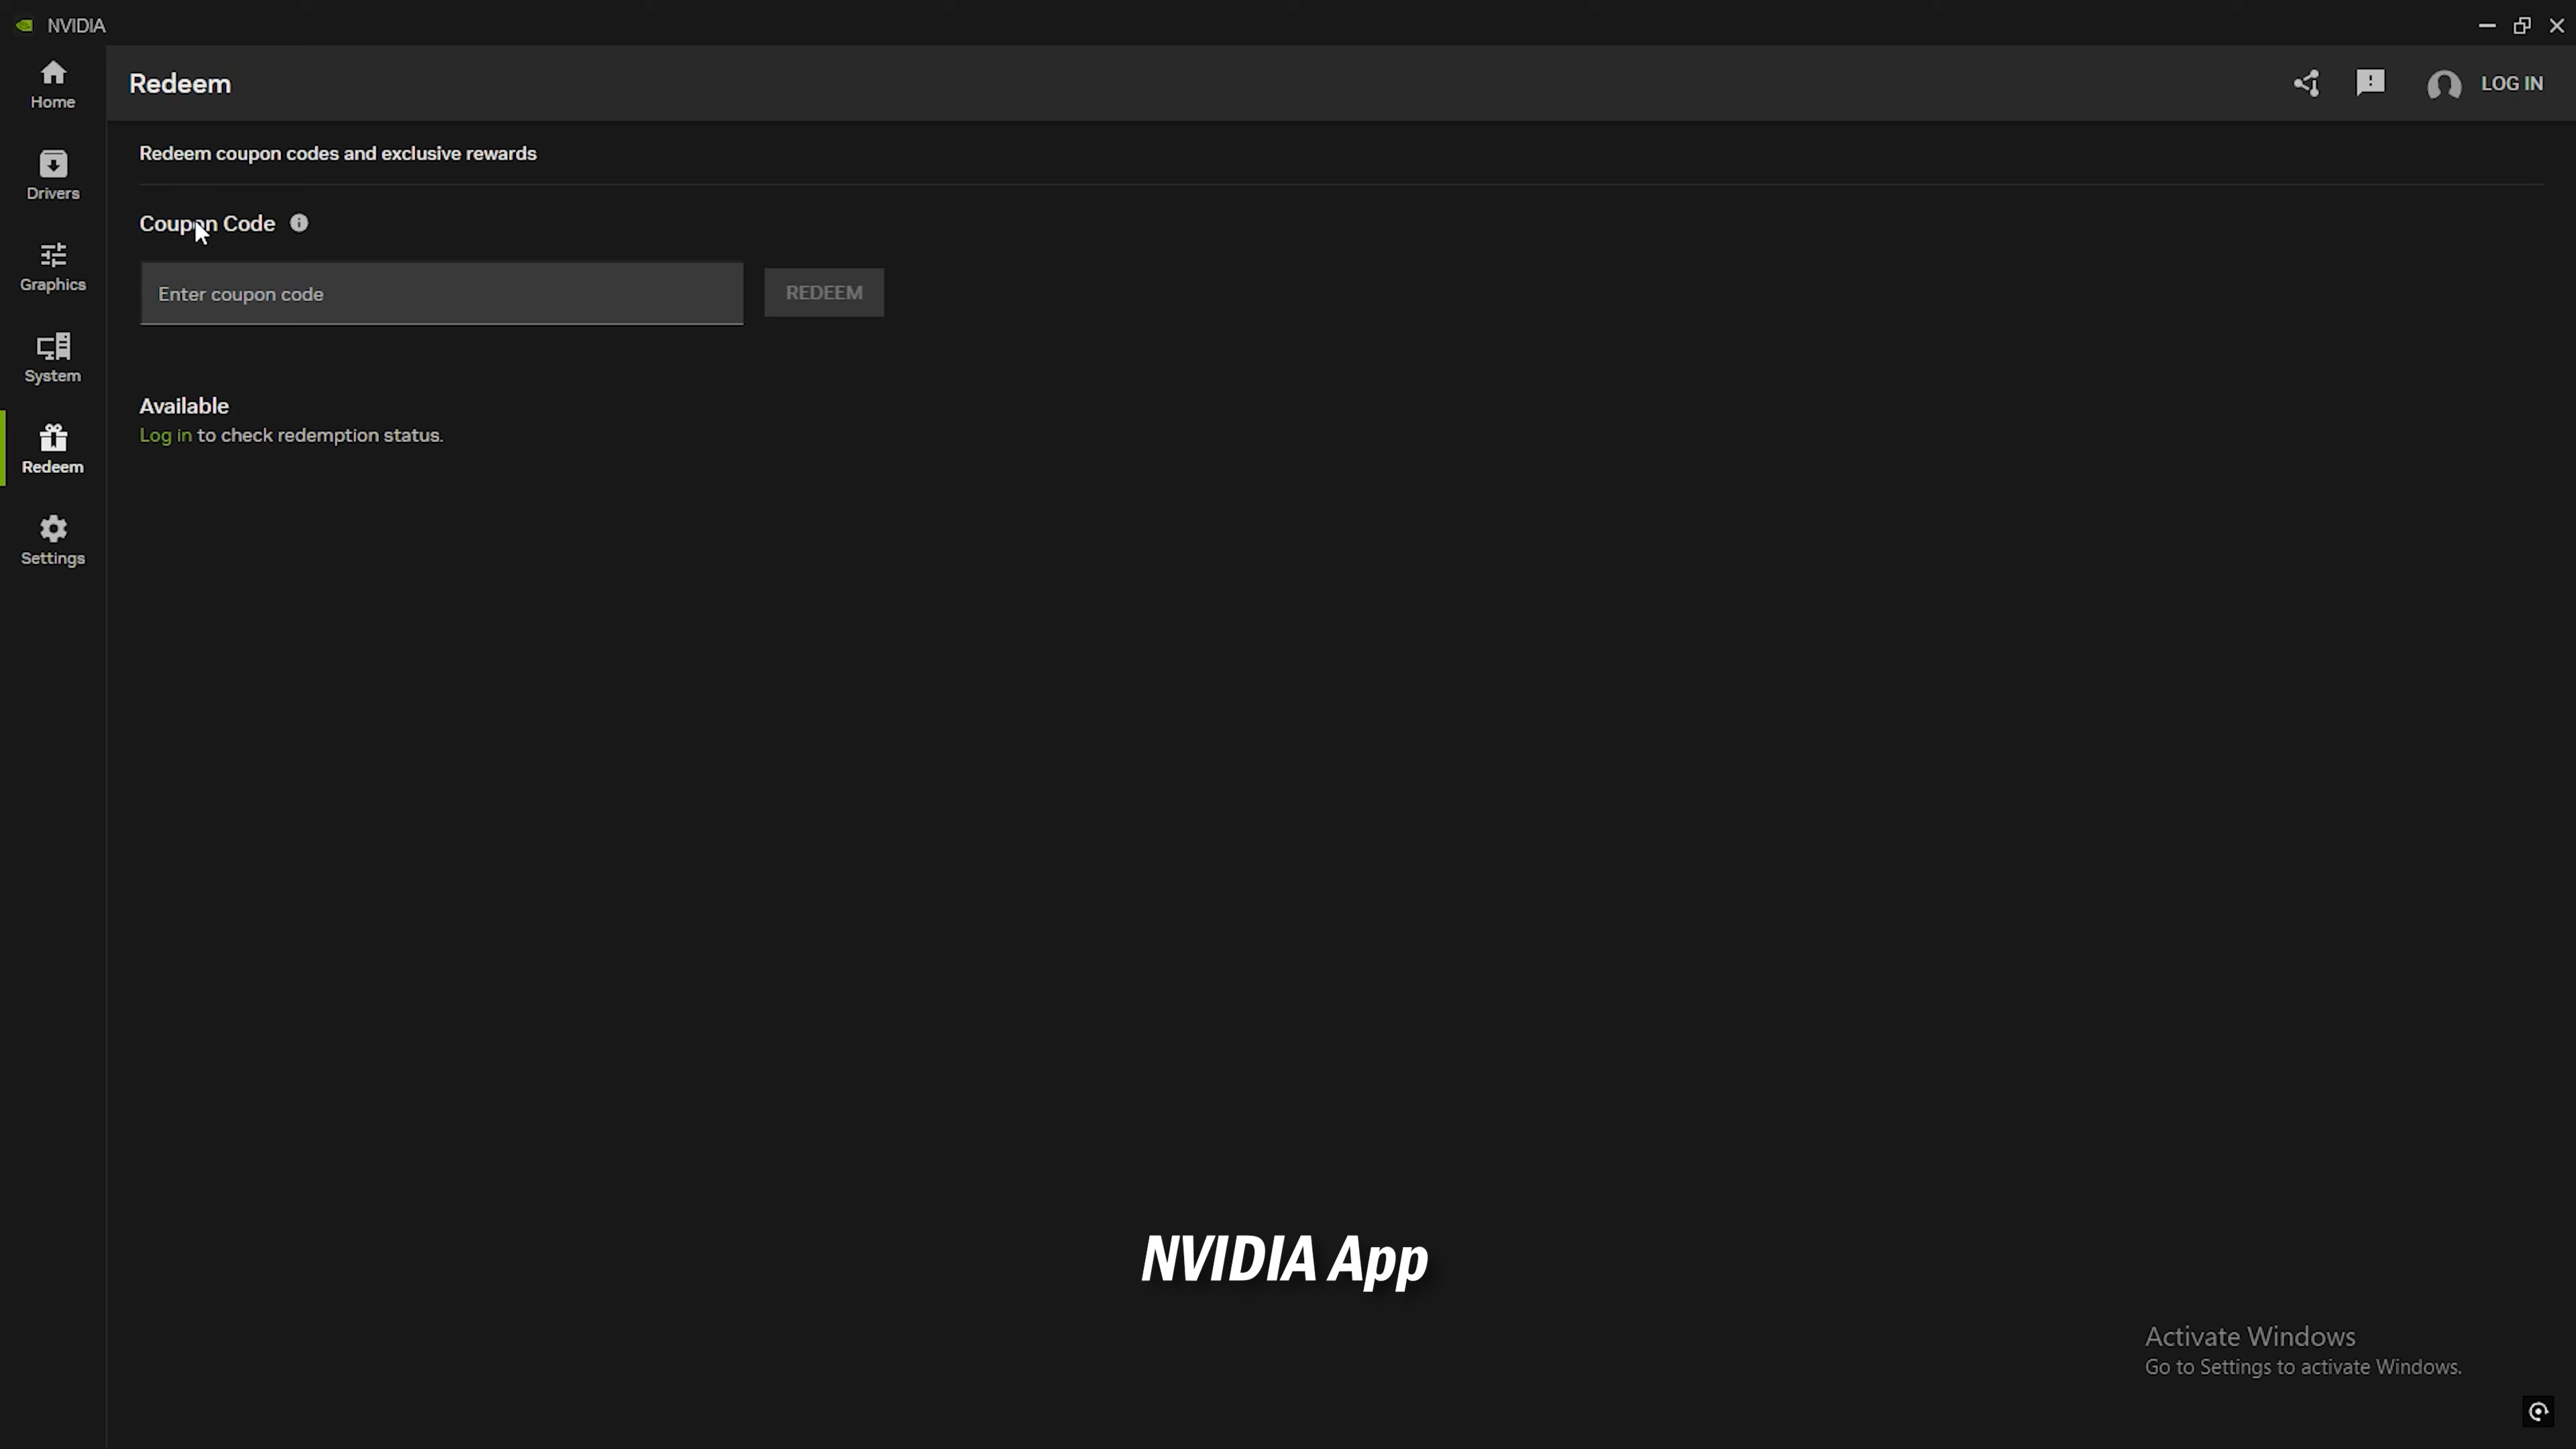 NVIDIA
Home
Redeem
LOG IN
Redeem coupon codes and exclusive rewards
Drivers
Coupon Code
Graphics
Enter coupon code
REDEEM
System
Available
Log in to check redemption status.
Redeem
Settings
NVIDIA App
Activate Windows
Go to Settings to activate Windows.